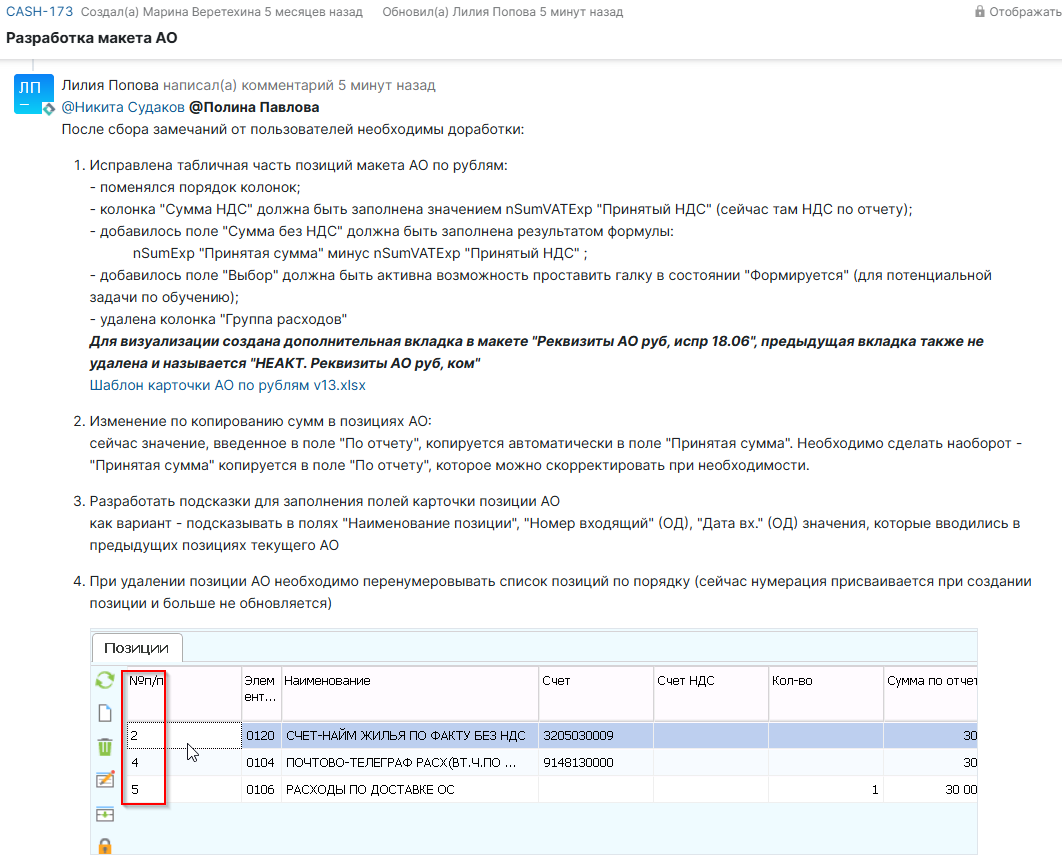 CASH-173 Создал(а) Марина Веретехина 5 месяцев назад Обновил(а) Лилия Попова 5 минут назад Отображать
Разработка макета АО
ЛП
Лилия Попова написал(а) комментарий 5 минут назад
@Никита Судаков @Полина Павлова
После сбора замечаний от пользователей необходимы доработки:
1. Исправлена табличная часть позиций макета АО по рублям:
- поменялся порядок колонок;
- колонка "Сумма НДС" должна быть заполнена значением nSumVATExp "Принятый НДС" (сейчас там НДС по отчету);
- добавилось поле "Сумма без НДС" должна быть заполнена результатом формулы:
nSumExp "Принятая сумма" минус nSumVATExp "Принятый НДС" ;
- добавилось поле "Выбор" должна быть активна возможность проставить галку в состоянии "Формируется" (для потенциальной
задачи по обучению);
- удалена колонка "Группа расходов"
Для визуализации создана дополнительная вкладка в макете "Реквизиты АО руб, испр 18.06", предыдущая вкладка также не
удалена и называется "НЕАКТ. Реквизиты АО руб, ком"
Шаблон карточки АО по рублям v13.xlsx
2. Изменение по копированию сумм в позициях АО:
сейчас значение, введенное в поле "По отчету", копируется автоматически в поле "Принятая сумма". Необходимо сделать наоборот -
"Принятая сумма" копируется в поле "По отчету", которое можно скорректировать при необходимости.
3. Разработать подсказки для заполнения полей карточки позиции АО
как вариант - подсказывать в полях "Наименование позиции", "Номер входящий" (ОД), "Дата вх." (ОД) значения, которые вводились в
предыдущих позициях текущего АО
4. При удалении позиции АО необходимо перенумеровывать список позиций по порядку (сейчас нумерация присваивается при создании
позиции и больше не обновляется)
Позиции
№п/п Элем Наименование Счет Счет НДС Кол-во Сумма по отчет
ент...
2 0120 СЧЕТ-НАЙМ ЖИЛЬЯ ПО ФАКТУ БЕЗ НДС 3205030009 30
4 0104 ПОЧТОВО-ТЕЛЕГРАФ РАСХ(ВТ.Ч.ПО ... 9148130000 30
5 0106 РАСХОДЫ ПО ДОСТАВКЕ ОС 1 30 00